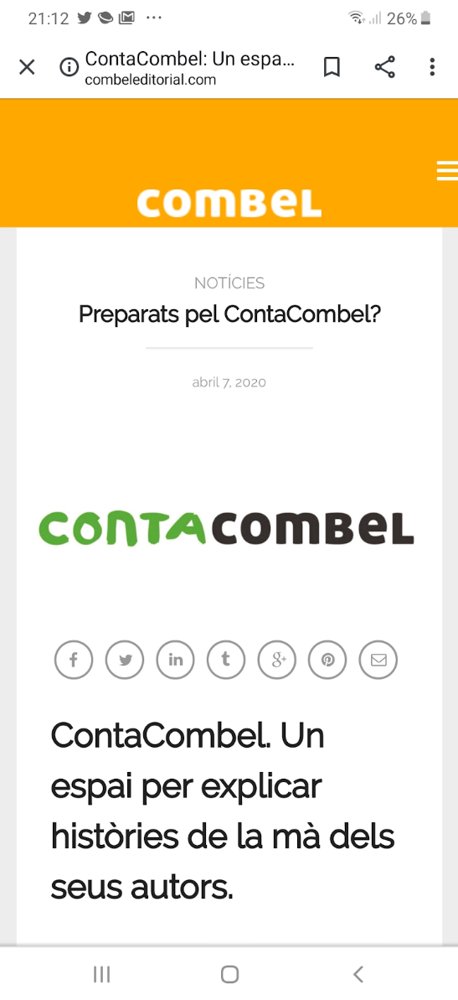 21:12 26%
ContaCombel: Un espa...
combeleditorial.com
COMBEL
NOTÍCIES
Preparats pel ContaCombel?
abril 7, 2020
CONTACOMBEL
ContaCombel. Un
espai per explicar
històries de la mà dels
seus autors.